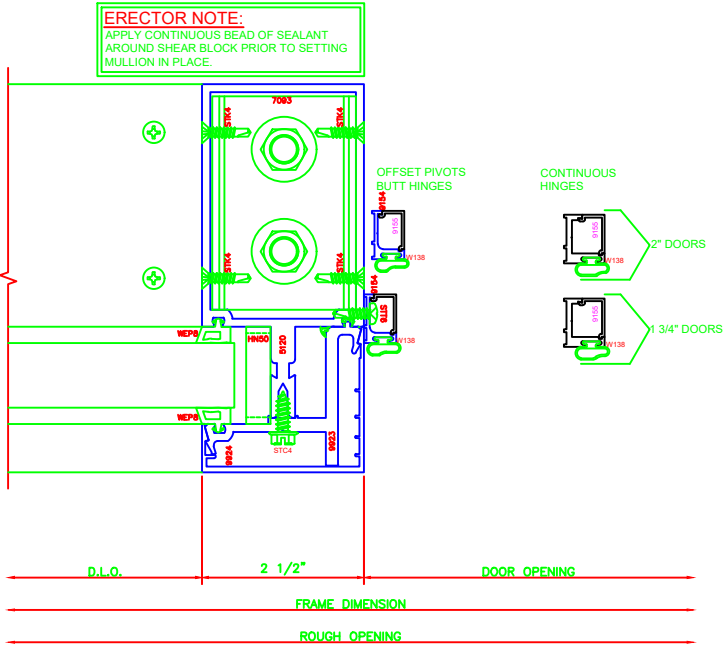 ERECTOR NOTE:
APPLY CONTINUOUS BEAD OF SEALANT
AROUND SHEAR BLOCK PRIOR TO SETTING
MULLION IN PLACE.
7093
STK4
STK4
STK4
STK4
OFFSET PIVOTS
BUTT HINGES
CONTINUOUS
HINGES
9154
9155
W138
9155
W138
2" DOORS
9154
STT6
W138
9155
W138
1 3/4" DOORS
WEP8
HN50
5120
WEP8
9924
STC4
9923
D.L.O.
2 1/2"
DOOR OPENING
FRAME DIMENSION
ROUGH OPENING